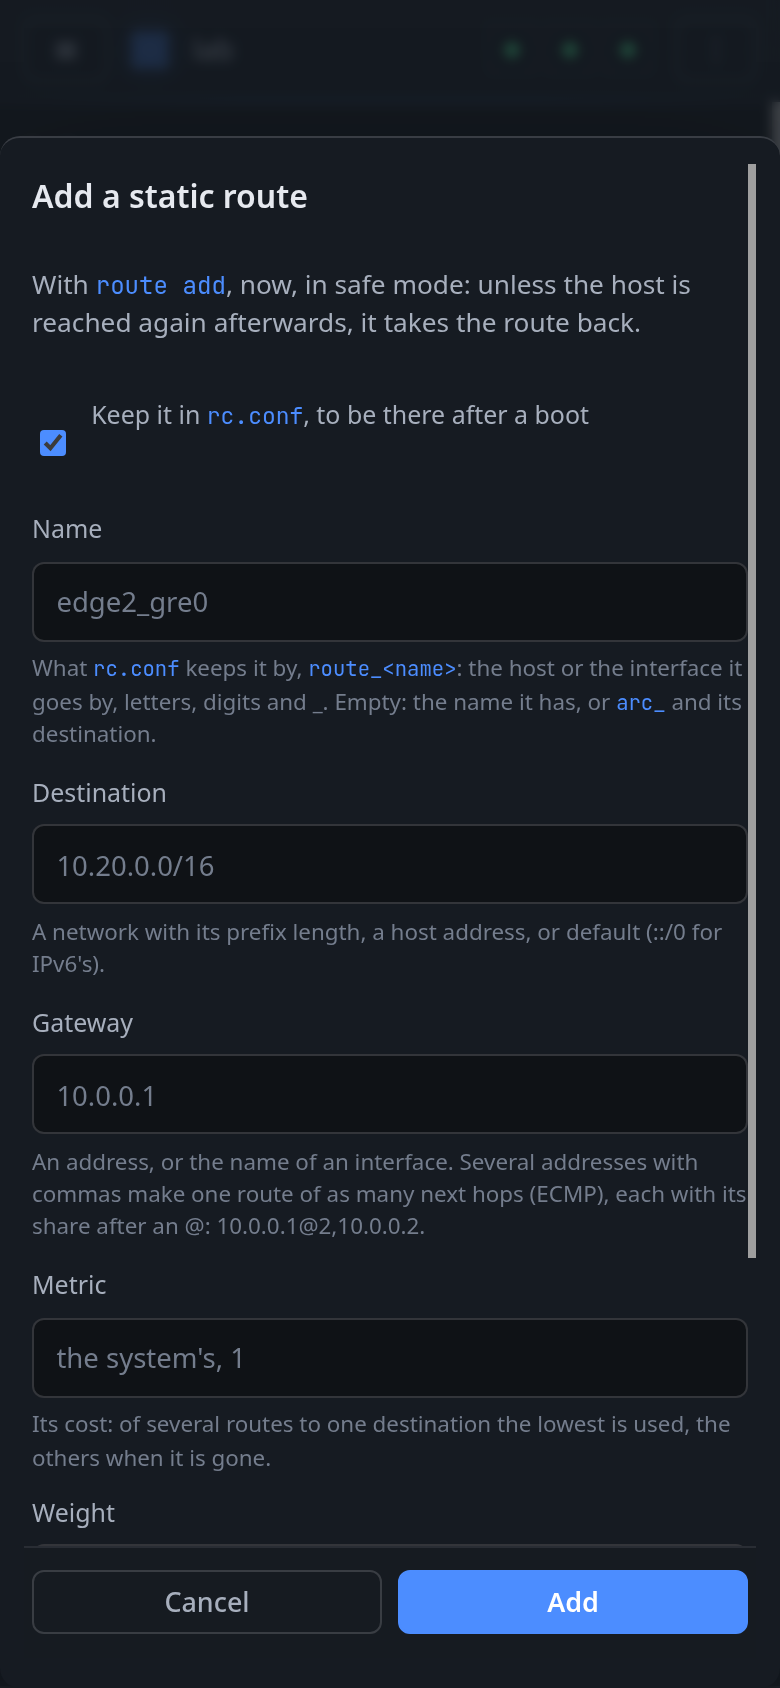 Add a static route
With route add, now, in safe mode: unless the host is
reached again afterwards, it takes the route back.
Keep it in rc.conf, to be there after a boot
Name
edge2_gre0
What rc.conf keeps it by, route_<name>: the host or the interface it
goes by, letters, digits and _. Empty: the name it has, or arc_ and its
destination.
Destination
10.20.0.0/16
A network with its prefix length, a host address, or default (::/0 for
IPv6's).
Gateway
10.0.0.1
An address, or the name of an interface. Several addresses with
commas make one route of as many next hops (ECMP), each with its
share after an @: 10.0.0.1@2,10.0.0.2.
Metric
the system's, 1
Its cost: of several routes to one destination the lowest is used, the
others when it is gone.
Weight
Cancel
Add